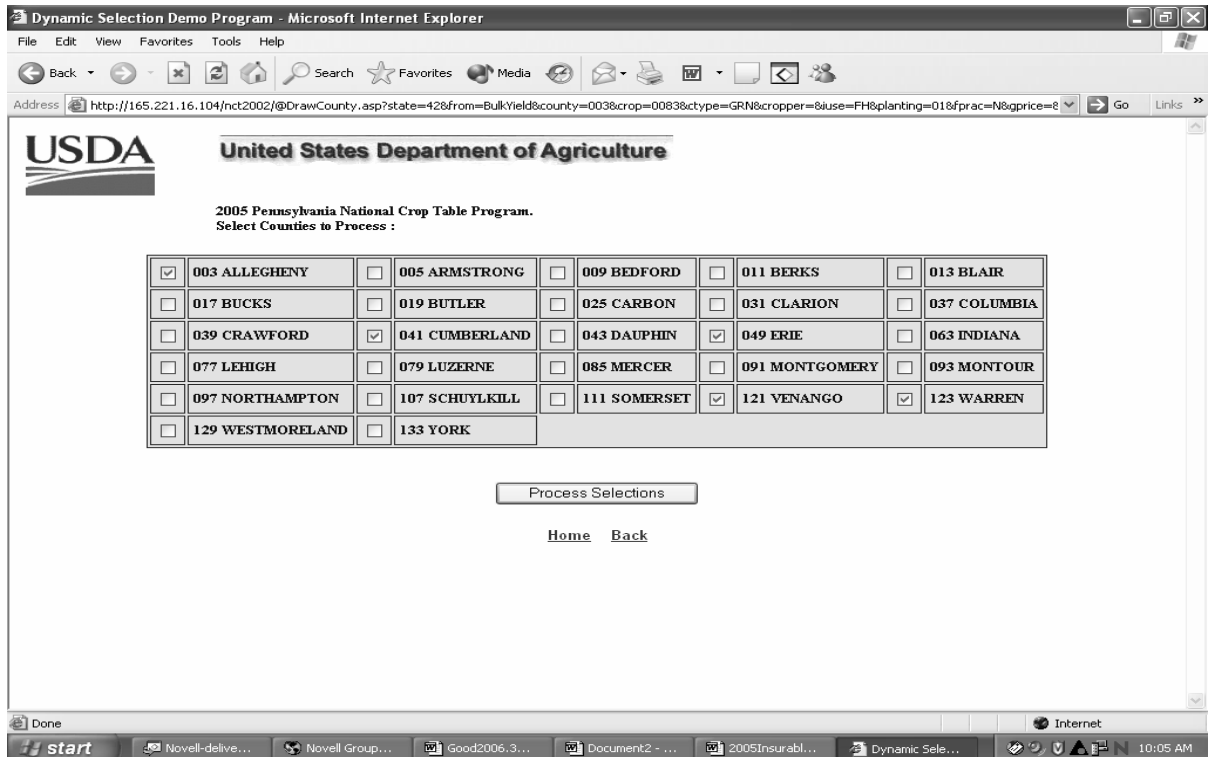 Dynamic Selection Demo Program - Microsoft Internet Explorer
File Edit View Favorites Tools Help
Back Search Favorites Media
Address http://165.221.16.104/nct2002/@DrawCounty.asp?state=42&from=BulkYield&county=003&crop=0083&ctype=GRN&cropper=&iuse=FH&planting=01&fprac=N&gprice=8 Go Links »
USDA United States Department of Agriculture
2005 Pennsylvania National Crop Table Program.
Select Counties to Process :
003 ALLEGHENY 005 ARMSTRONG 009 BEDFORD 011 BERKS 013 BLAIR
017 BUCKS 019 BUTLER 025 CARBON 031 CLARION 037 COLUMBIA
039 CRAWFORD 041 CUMBERLAND 043 DAUPHIN 049 ERIE 063 INDIANA
077 LEHIGH 079 LUZERNE 085 MERCER 091 MONTGOMERY 093 MONTOUR
097 NORTHAMPTON 107 SCHUYLKILL 111 SOMERSET 121 VENANGO 123 WARREN
129 WESTMORELAND 133 YORK
Process Selections
Home Back
Done Internet
start Novell-delive... Novell Group... Good2006.3... Document2 - ... 2005Insurabl... Dynamic Sele... N 10:05 AM